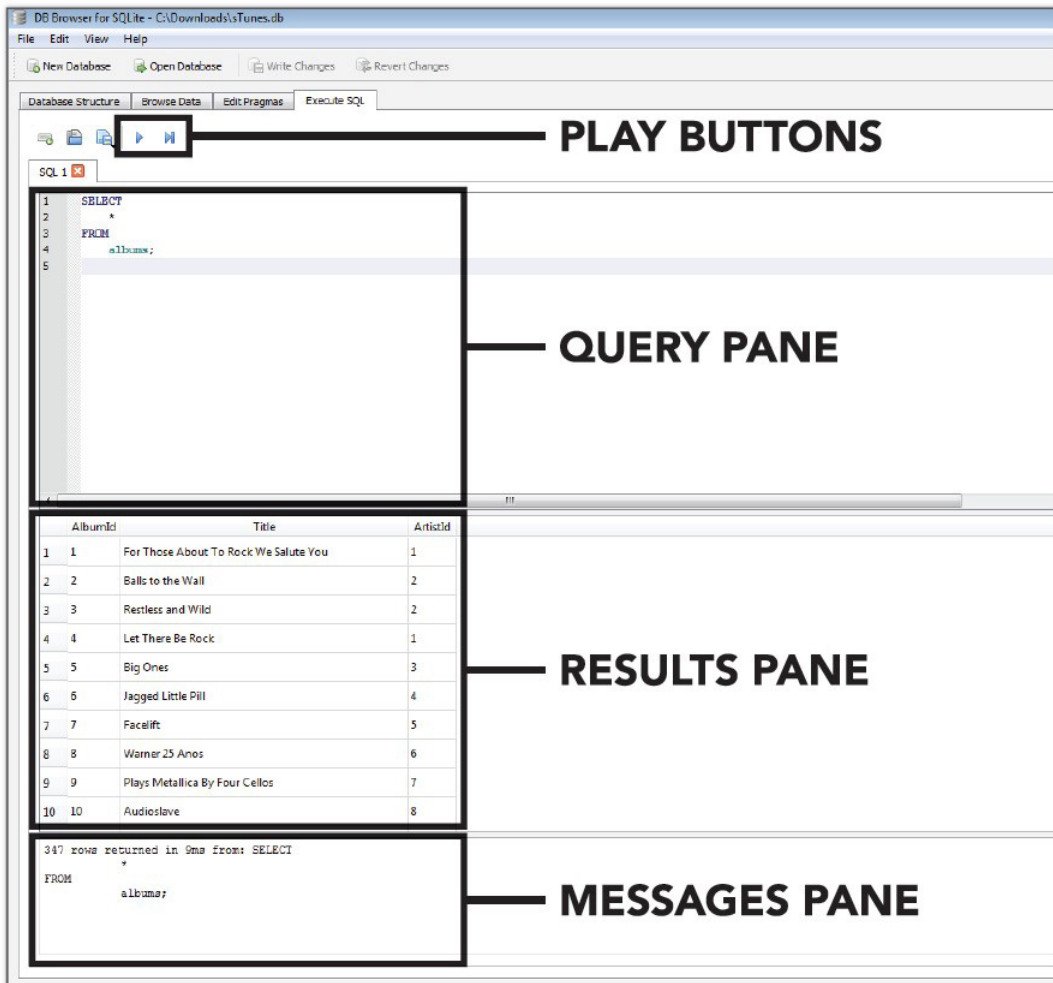 DB Browser for SQLite - C:\Downloads\sTunes.db
File Edit View Help
New Database Open Database Write Changes Revert Changes
Database Structure Browse Data Edit Pragmas Execute SQL
PLAY BUTTONS
SQL 1
1 SELECT
2 *
3 FROM
4 albums;
5
QUERY PANE
AlbumId Title ArtistId
1 1 For Those About To Rock We Salute You 1
2 2 Balls to the Wall 2
3 3 Restless and Wild 2
4 4 Let There Be Rock 1
5 5 Big Ones 3
6 6 Jagged Little Pill 4
7 7 Facelift 5
8 8 Warner 25 Anos 6
9 9 Plays Metallica By Four Cellos 7
10 10 Audioslave 8
RESULTS PANE
347 rows returned in 9ms from: SELECT
*
FROM
albums;
MESSAGES PANE